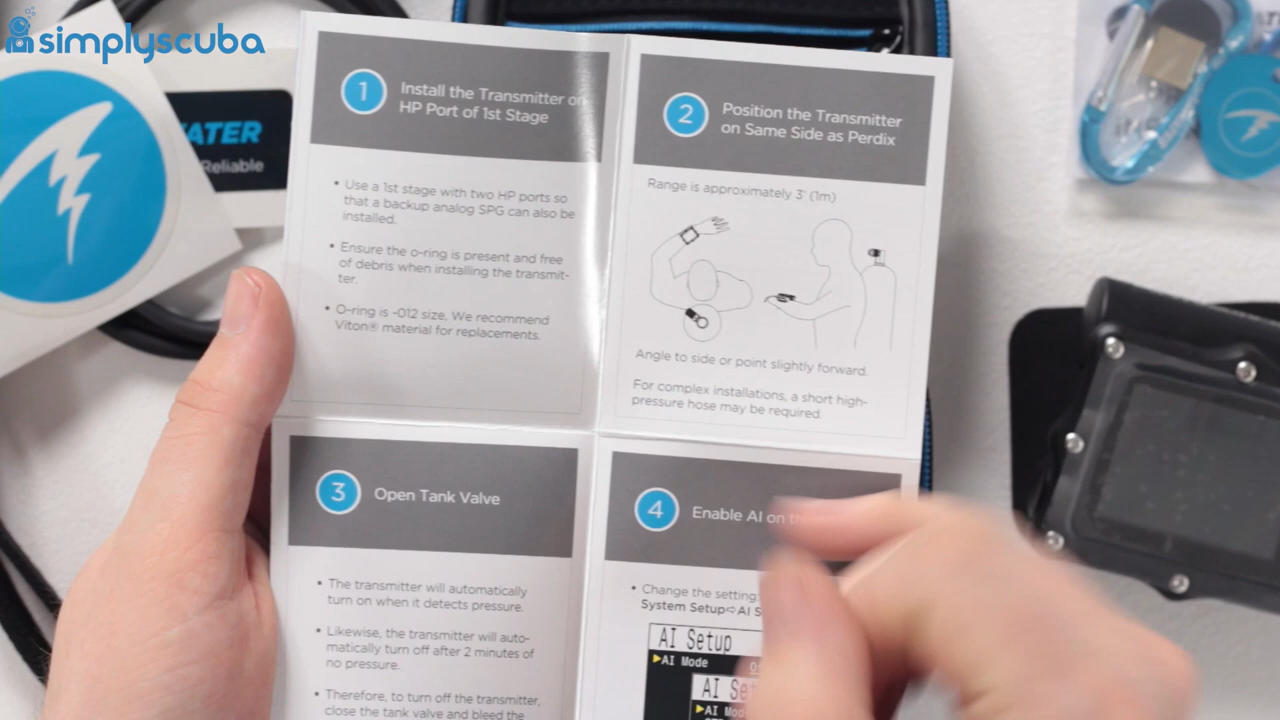 simplyscuba
ATER
Reliable
1
Install the Transmitter on
HP Port of 1st Stage
• Use a 1st stage with two HP ports so
that a backup analog SPG can also be
installed.
• Ensure the o-ring is present and free
of debris when installing the transmit-
ter.
• O-ring is -012 size. We recommend
Viton® material for replacements.
2
Position the Transmitter
on Same Side as Perdix
Range is approximately 3' (1m)
Angle to side or point slightly forward.
For complex installations, a short high-
pressure hose may be required.
3
Open Tank Valve
• The transmitter will automatically
turn on when it detects pressure.
• Likewise, the transmitter will auto-
matically turn off after 2 minutes of
no pressure.
• Therefore, to turn off the transmitter,
close the tank valve and bleed the
4
Enable AI on
• Change the setting
System Setup⇨AI S
AI Setup
▶AI Mode
AI Se
▶AI Mod